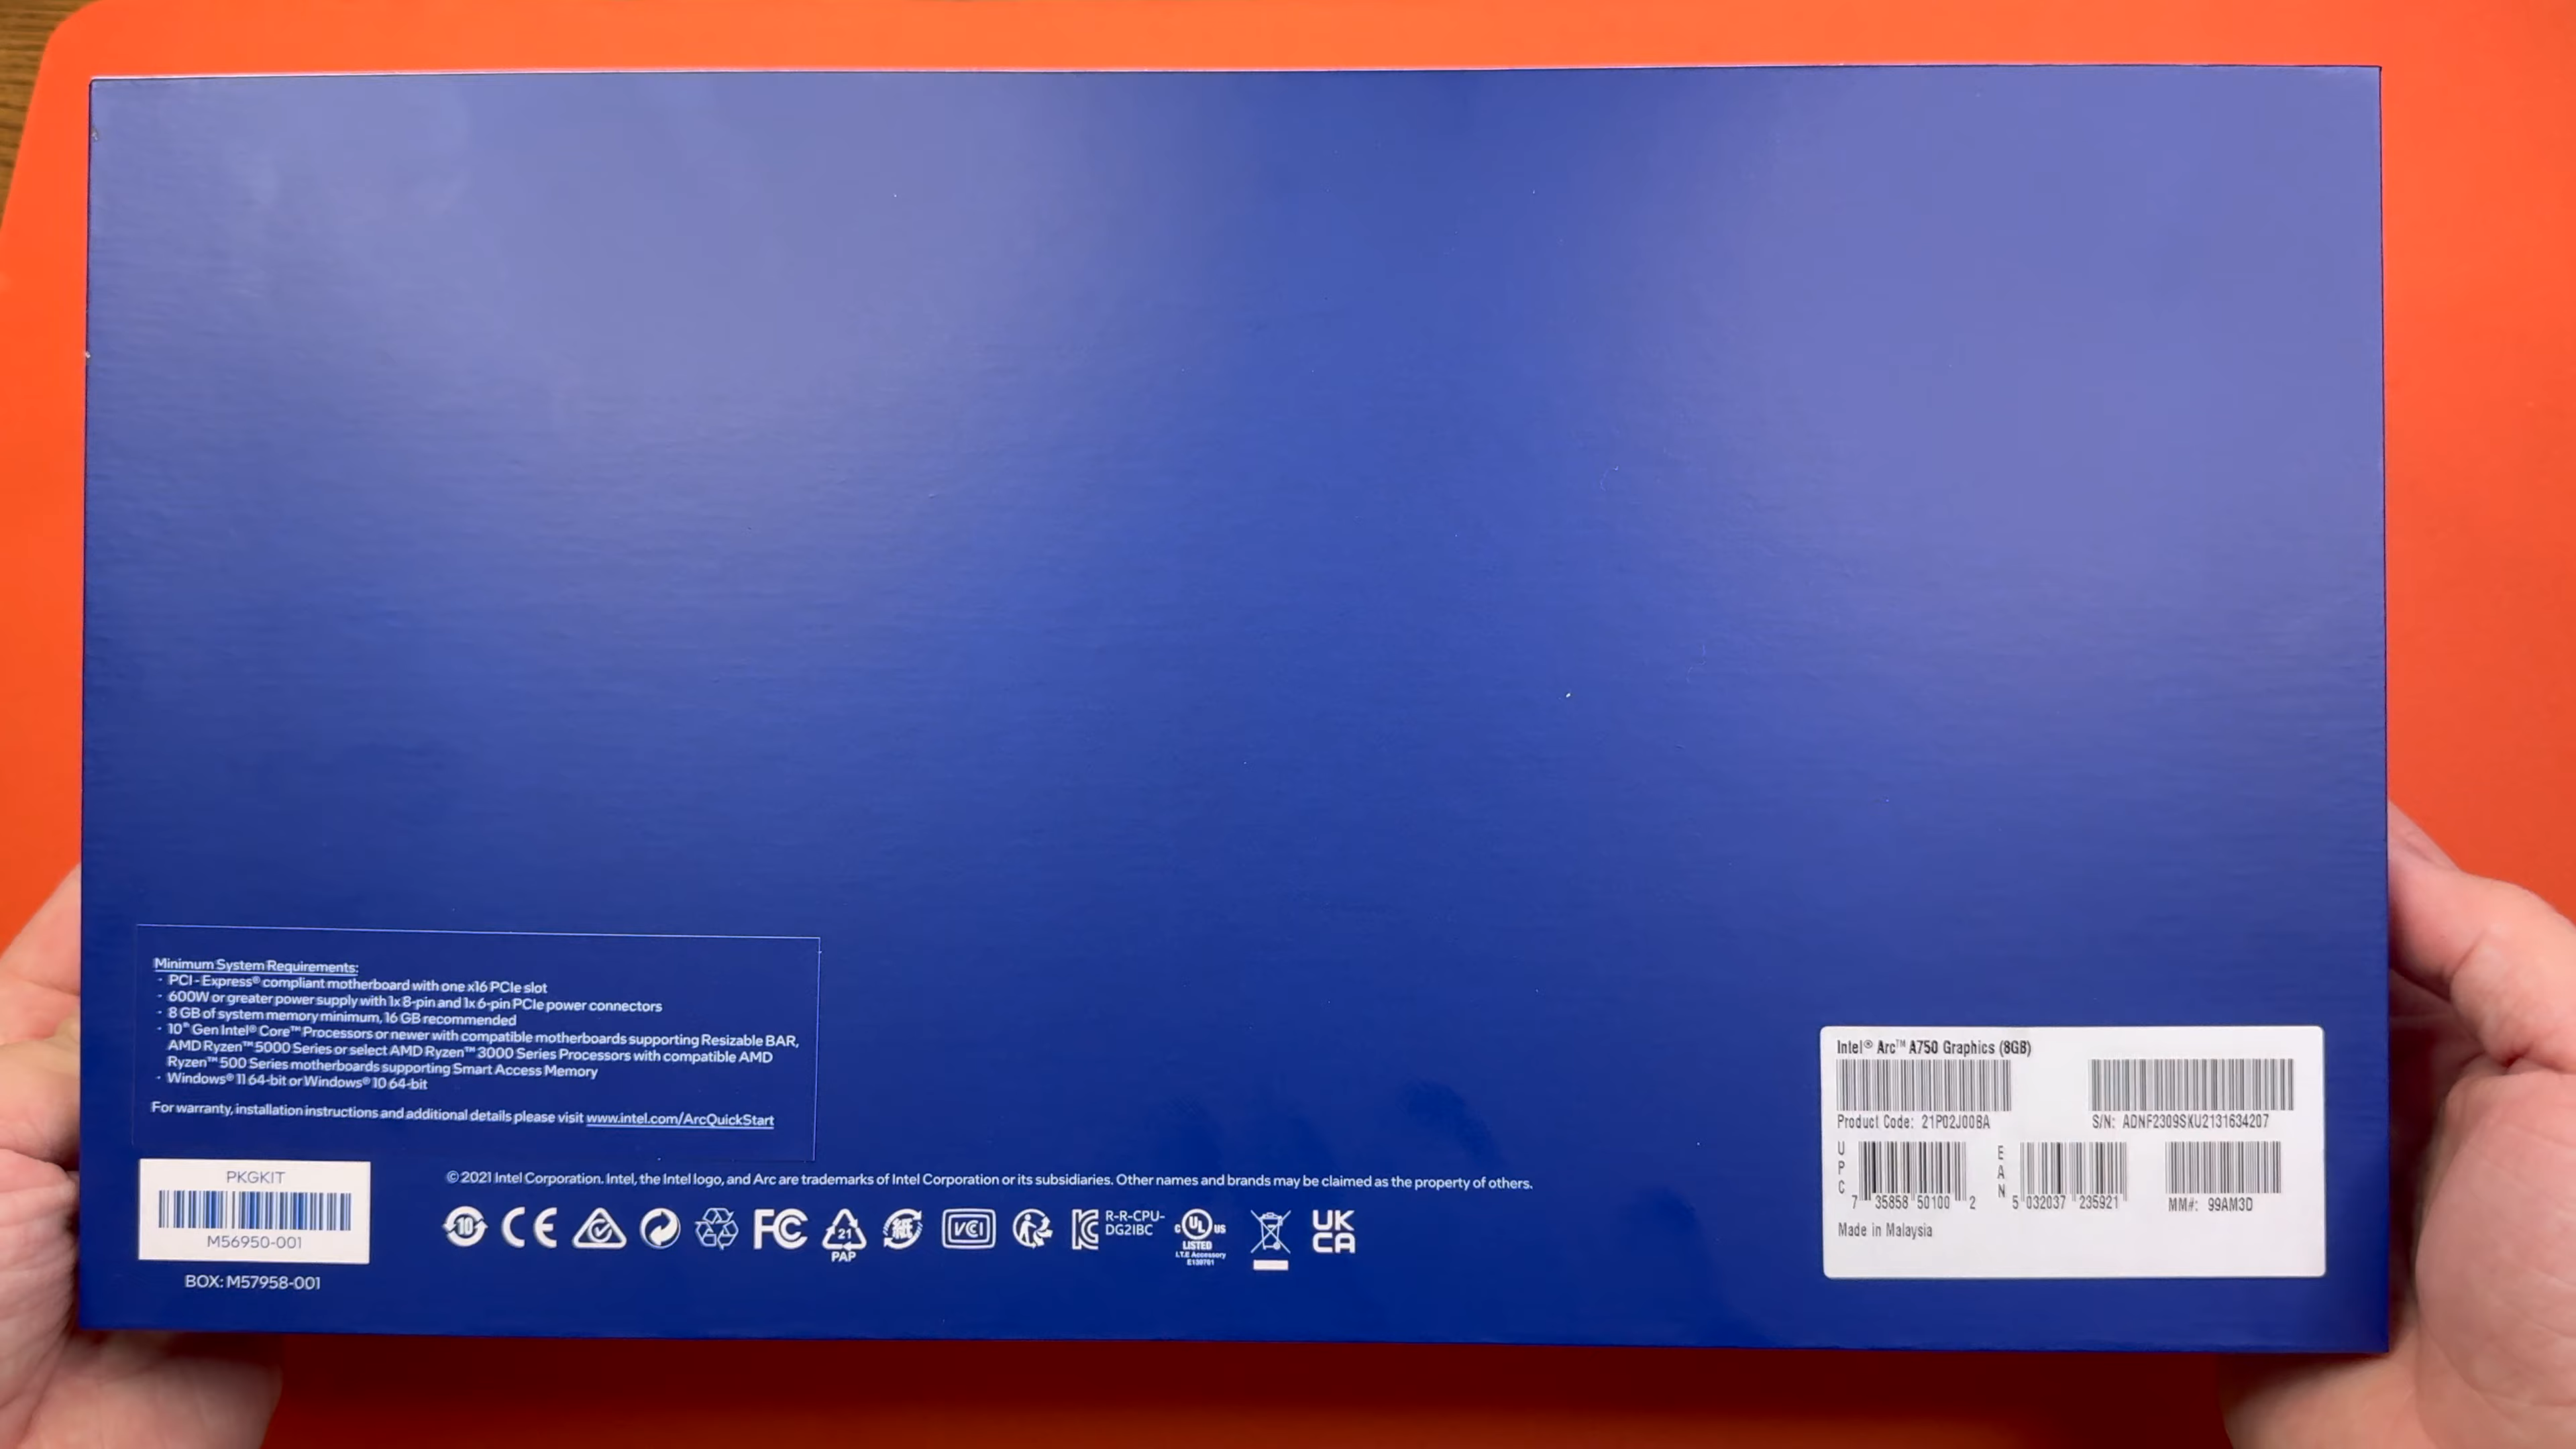 Minimum System Requirements:
· PCI-Express® compliant motherboard with one x16 PCIe slot
· 600W or greater power supply with 1x 8-pin and 1x 6-pin PCIe power connectors
· 8 GB of system memory minimum, 16 GB recommended
· 10th Gen Intel® Core™ Processors or newer with compatible motherboards supporting Resizable BAR,
AMD Ryzen™ 5000 Series or select AMD Ryzen™ 3000 Series Processors with compatible AMD
Ryzen™ 500 Series motherboards supporting Smart Access Memory
· Windows® 11 64-bit or Windows® 10 64-bit
For warranty, installation instructions and additional details please visit www.intel.com/ArcQuickStart
PKGKIT
M56950-001
BOX: M57958-001
©2021 Intel Corporation. Intel, the Intel logo, and Arc are trademarks of Intel Corporation or its subsidiaries. Other names and brands may be claimed as the property of others.
10
CE
FC
21
PAP
紙
VCI
R-R-CPU-
DG2IBC
c UL us
LISTED
I.T.E Accessory
E139761
UK
CA
Intel® Arc™ A750 Graphics (8GB)
Product Code: 21P02J00BA
S/N: ADNF2309SKU2131634207
UPC
7 35858 50100 2
EAN
5 032037 235921
MM#: 99AM3D
Made in Malaysia